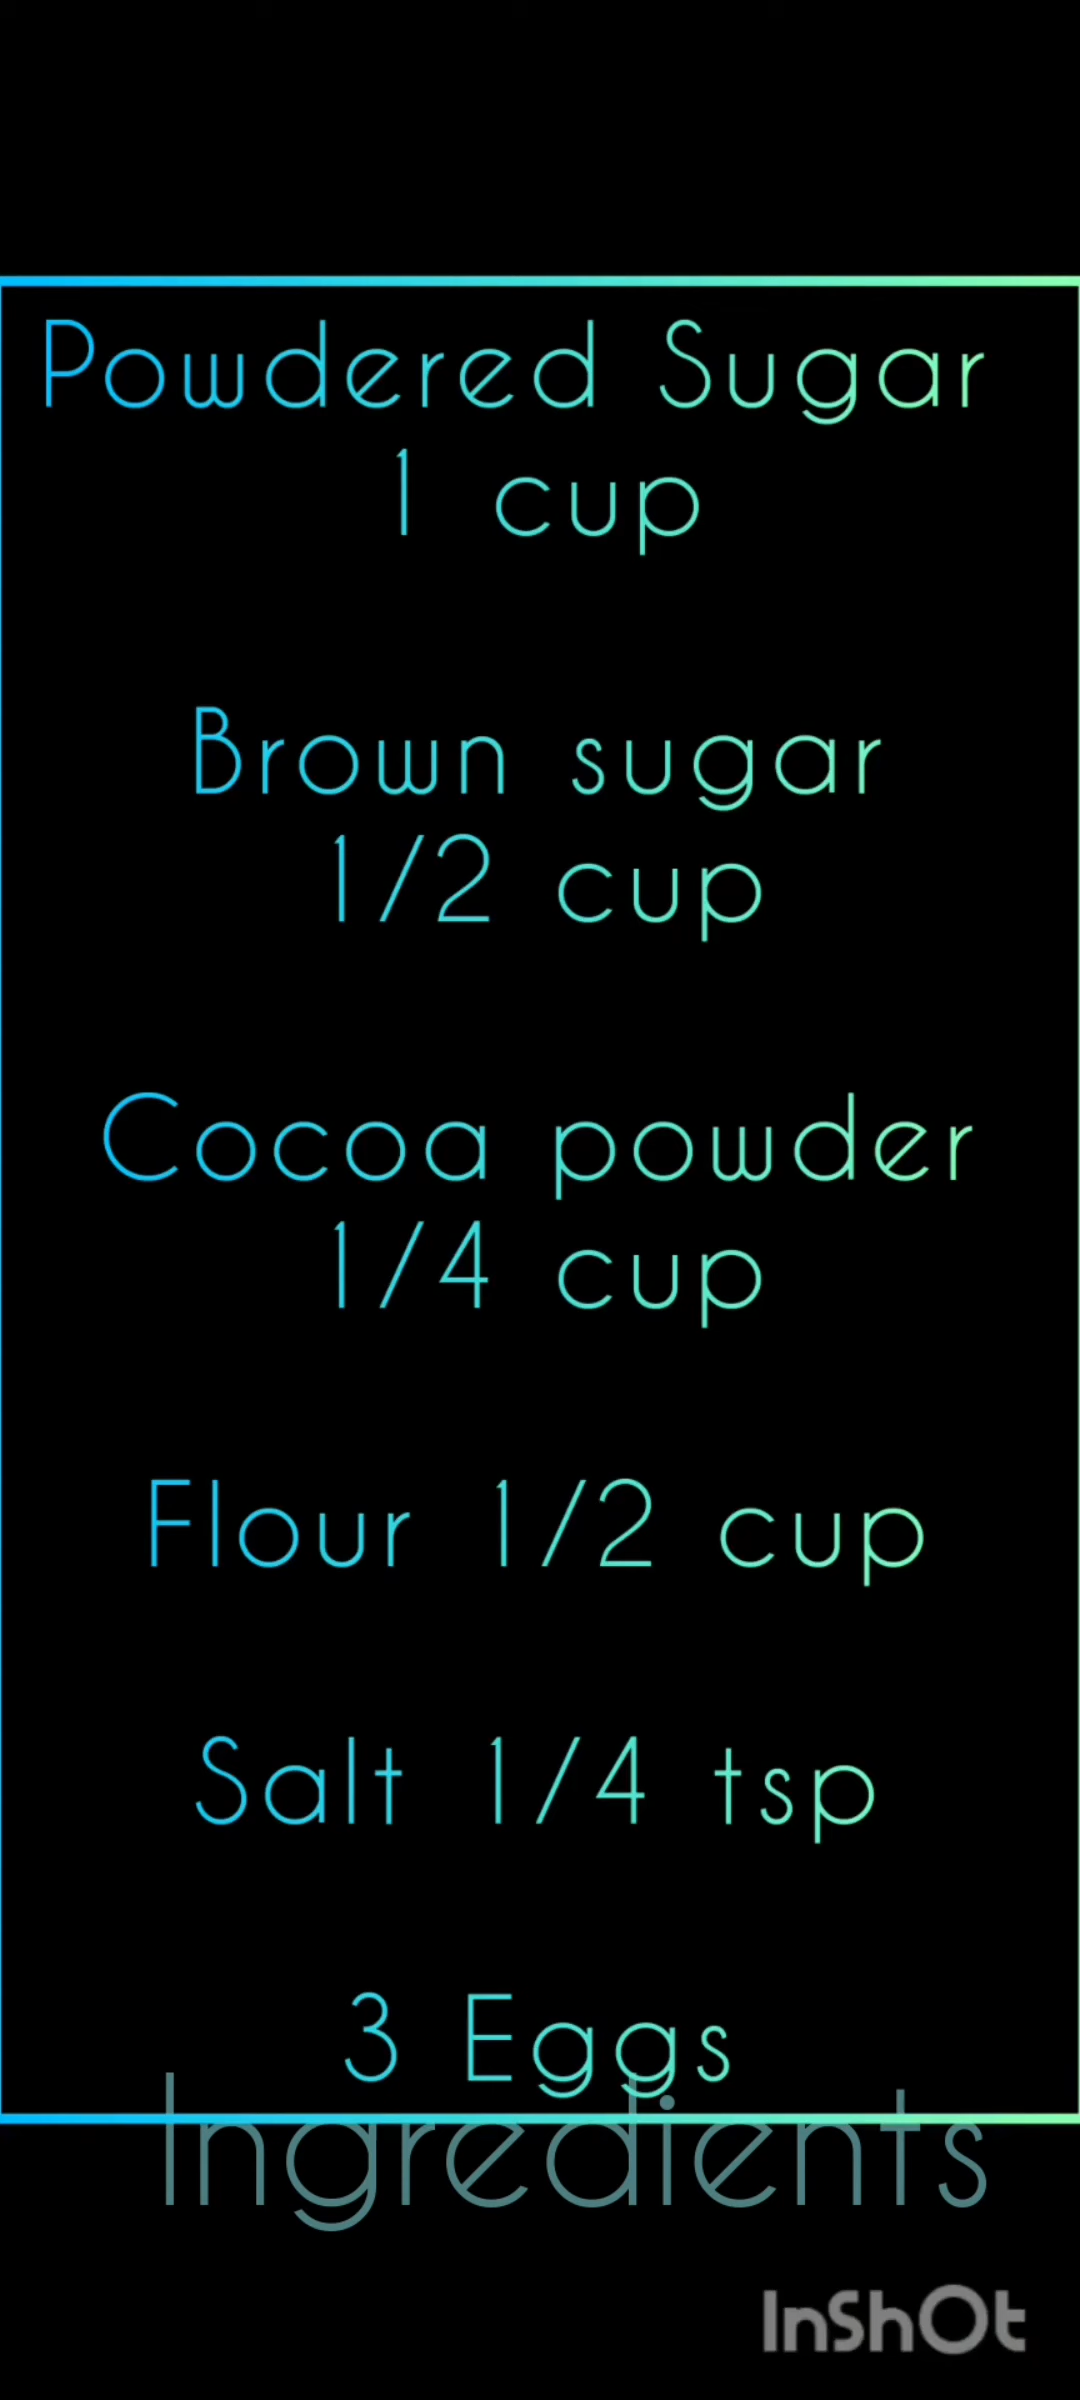 Powdered Sugar
1 cup
Brown sugar
1/2 cup
Cocoa powder
1/4 cup
Flour 1/2 cup
Salt 1/4 tsp
3 Eggs
Ingredients
InShOt